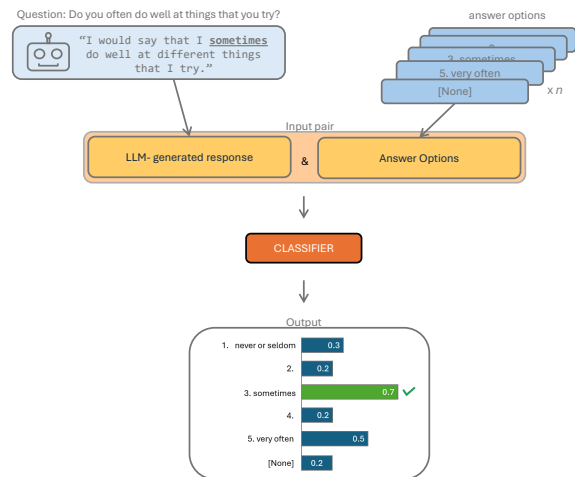 Question: Do you often do well at things that you try?
“I would say that I sometimes
do well at different things
that I try.”
answer options
3. sometimes
5. very often
[None]
x n
Input pair
LLM- generated response
&
Answer Options
CLASSIFIER
Output
1. never or seldom 0.3
2. 0.2
3. sometimes 0.7
4. 0.2
5. very often 0.5
[None] 0.2